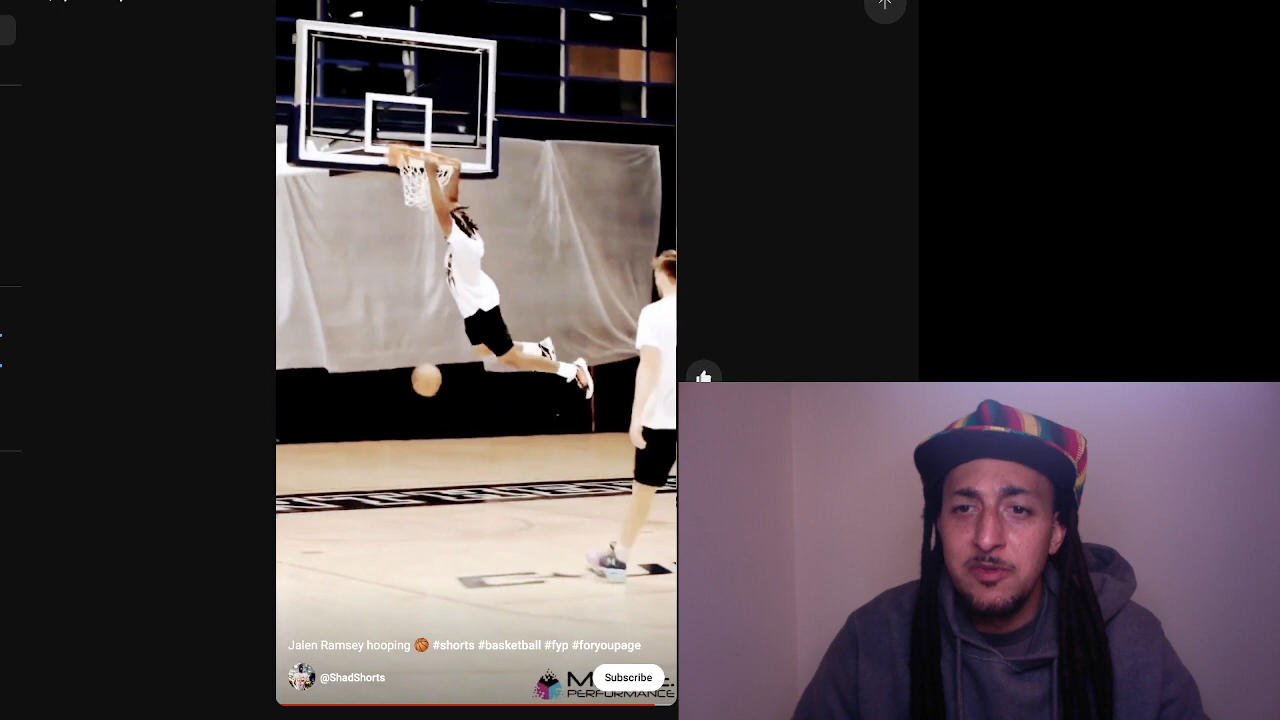 Jalen Ramsey hooping 🏀 #shorts #basketball #fyp #foryoupage
@ShadShorts
Subscribe
PERFORMANCE